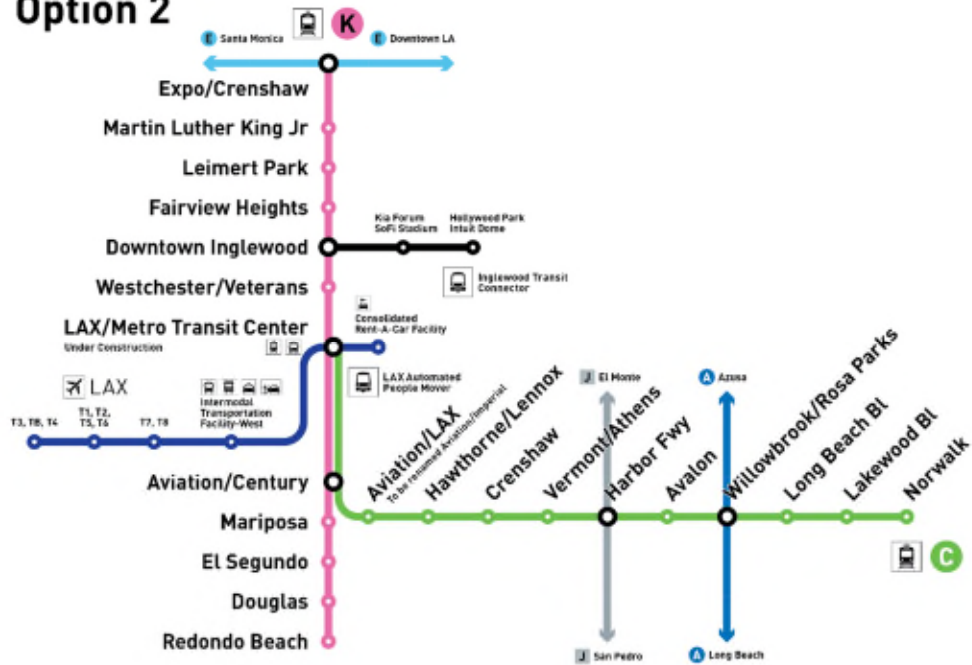 Option 2
K
E Santa Monica
E Downtown LA
Expo/Crenshaw
Martin Luther King Jr
Leimert Park
Fairview Heights
Downtown Inglewood
Kia Forum
SoFi Stadium
Hollywood Park
Intuit Dome
Inglewood Transit
Connector
Westchester/Veterans
LAX/Metro Transit Center
Under Construction
Consolidated
Rent-A-Car Facility
LAX Automated
People Mover
LAX
Intermodal
Transportation
Facility-West
T3, TB, T4
T1, T2,
T5, T6
T7, T8
Aviation/Century
Mariposa
El Segundo
Douglas
Redondo Beach
Aviation/LAX
To be renamed Aviation/Imperial
Hawthorne/Lennox
Crenshaw
Vermont/Athens
Harbor Fwy
Avalon
Willowbrook/Rosa Parks
Long Beach Bl
Lakewood Bl
Norwalk
J El Monte
A Azusa
C
J San Pedro
A Long Beach